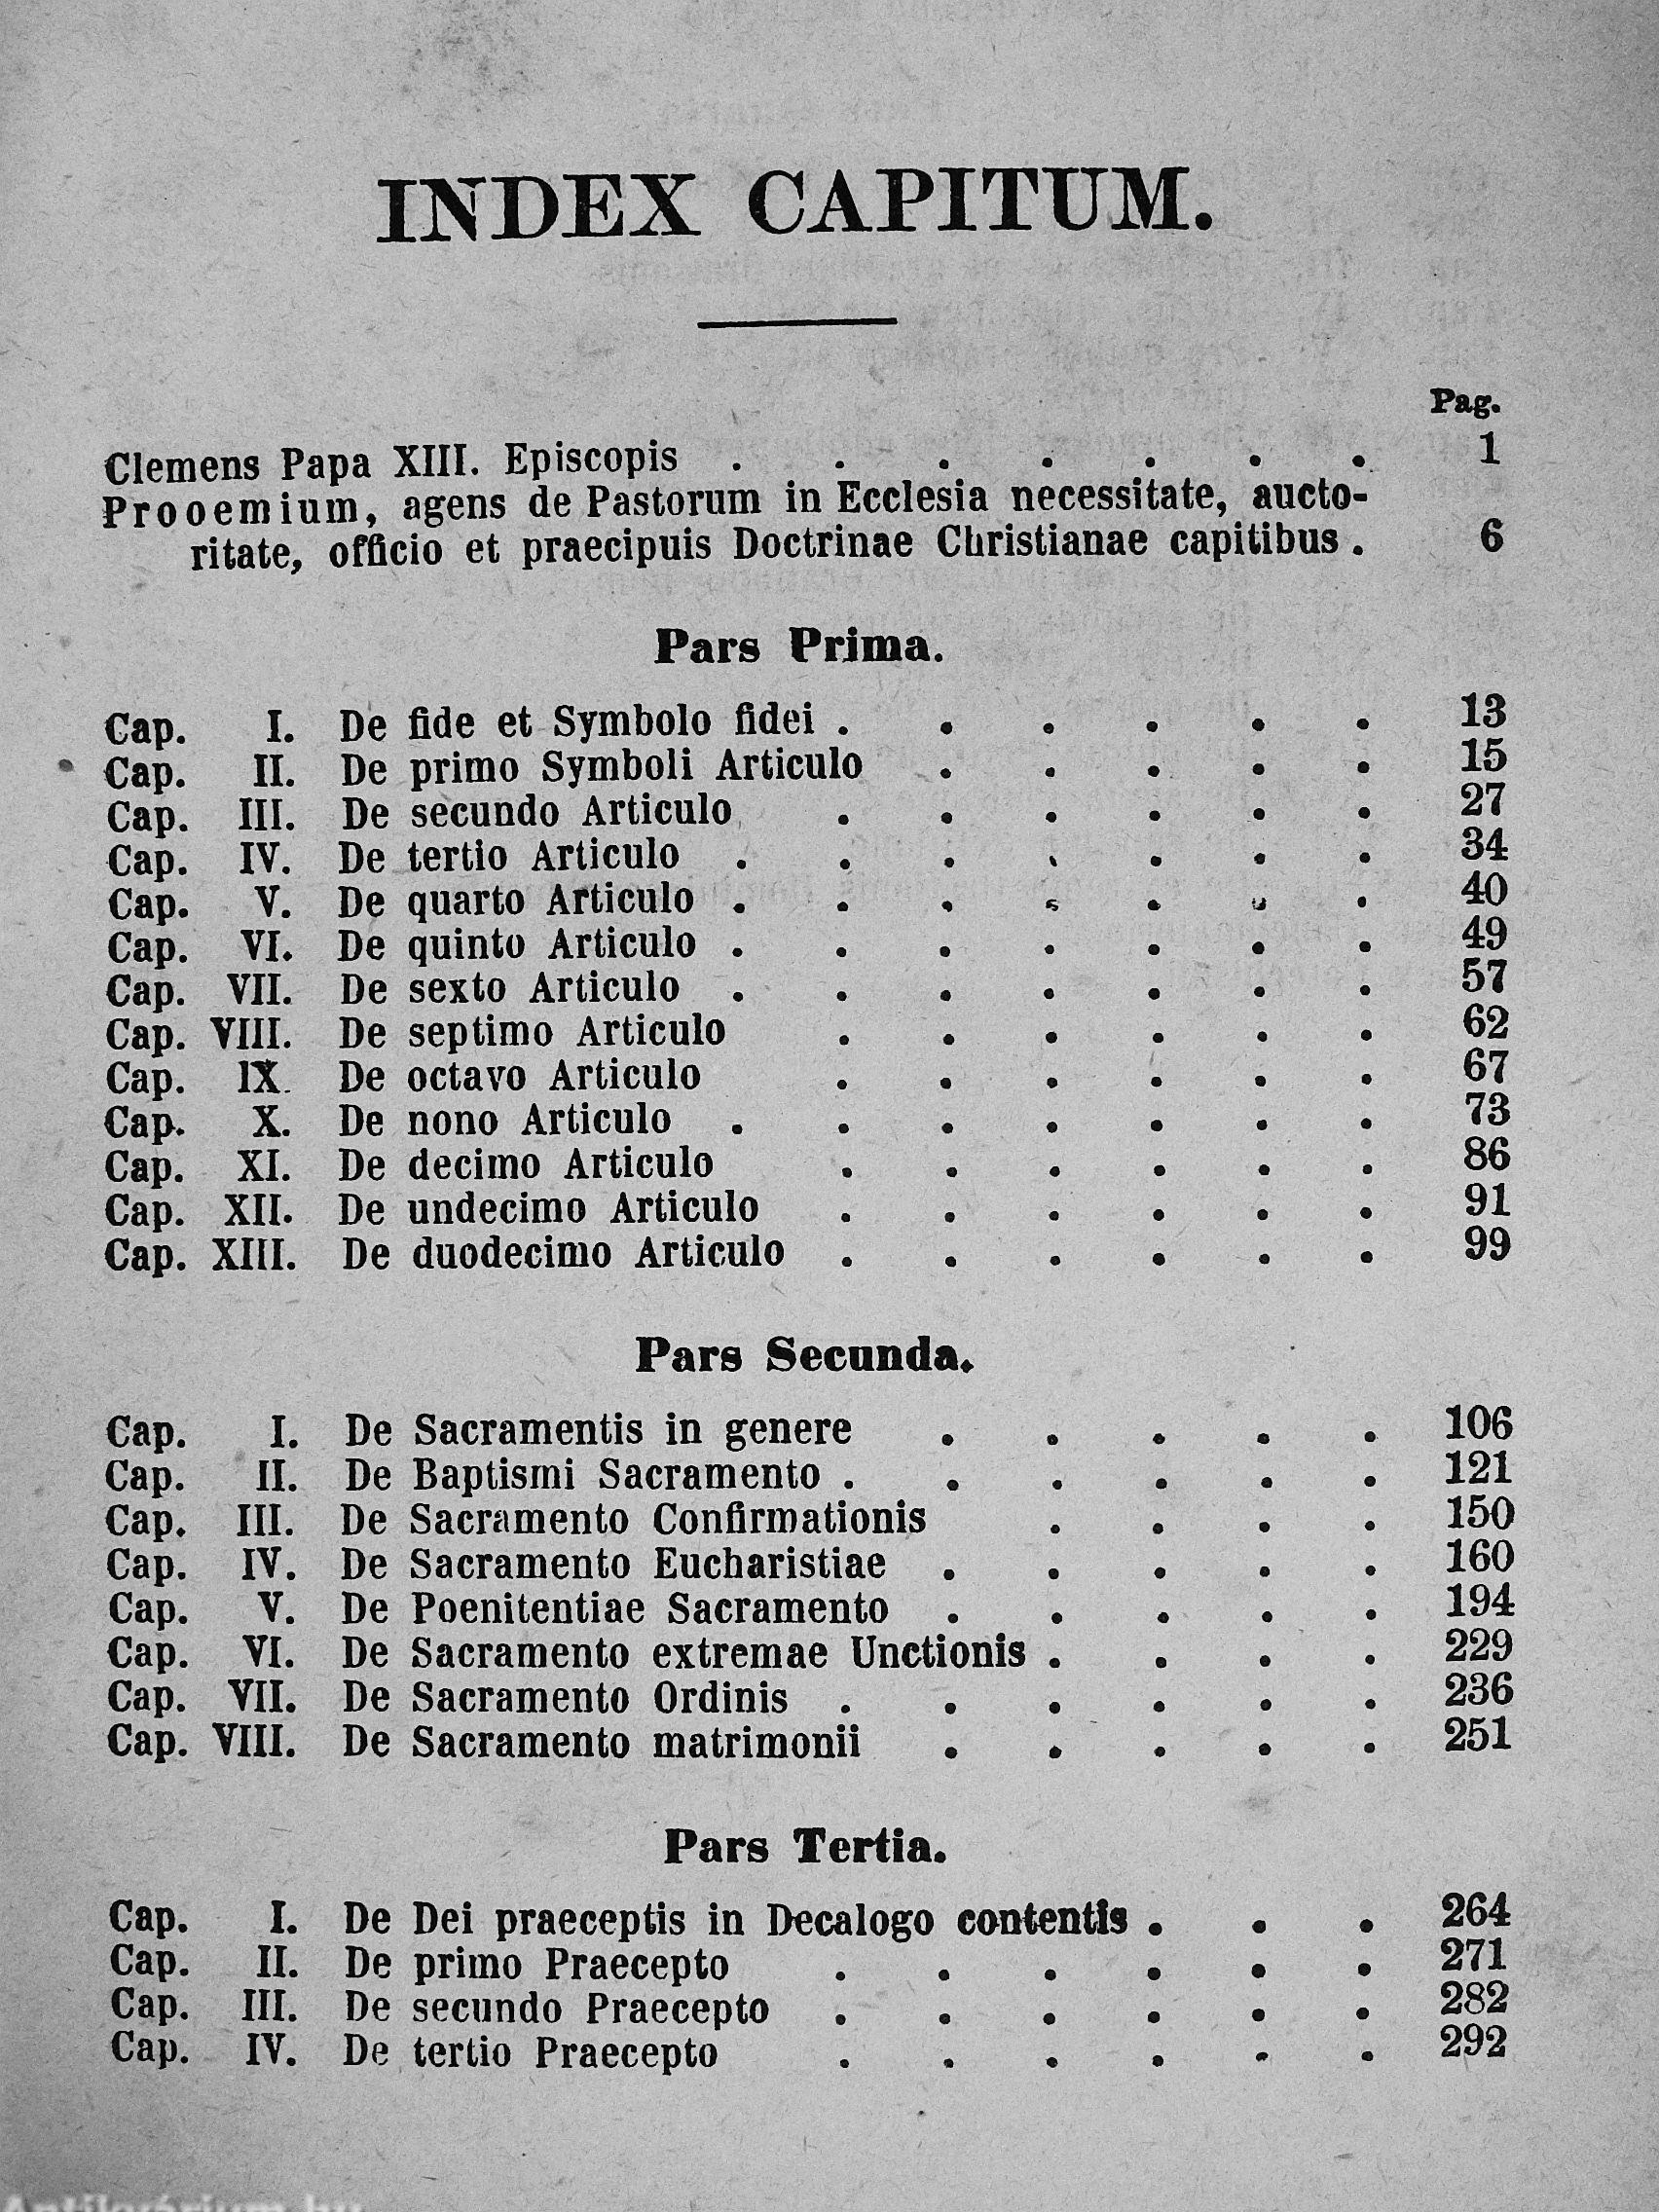 INDEX CAPITUM.
Pag.
Clemens Papa XIII. Episcopis . . . . . . . 1
Prooemium, agens de Pastorum in Ecclesia necessitate, aucto-
ritate, officio et praecipuis Doctrinae Christianae capitibus . 6
Pars Prima.
Cap. I. De fide et Symbolo fidei . . . . . . 13
Cap. II. De primo Symboli Articulo . . . . . 15
Cap. III. De secundo Articulo . . . . . . 27
Cap. IV. De tertio Articulo . . . . . . . 34
Cap. V. De quarto Articulo . . . . . . . 40
Cap. VI. De quinto Articulo . . . . . . . 49
Cap. VII. De sexto Articulo . . . . . . . 57
Cap. VIII. De septimo Articulo . . . . . . 62
Cap. IX. De octavo Articulo . . . . . . 67
Cap. X. De nono Articulo . . . . . . . 73
Cap. XI. De decimo Articulo . . . . . . 86
Cap. XII. De undecimo Articulo . . . . . . 91
Cap. XIII. De duodecimo Articulo . . . . . . 99
Pars Secunda.
Cap. I. De Sacramentis in genere . . . . . 106
Cap. II. De Baptismi Sacramento . . . . . . 121
Cap. III. De Sacramento Confirmationis . . . . 150
Cap. IV. De Sacramento Eucharistiae . . . . . 160
Cap. V. De Poenitentiae Sacramento . . . . . 194
Cap. VI. De Sacramento extremae Unctionis . . . . 229
Cap. VII. De Sacramento Ordinis . . . . . . 236
Cap. VIII. De Sacramento matrimonii . . . . . 251
Pars Tertia.
Cap. I. De Dei praeceptis in Decalogo contentis . . . 264
Cap. II. De primo Praecepto . . . . . . 271
Cap. III. De secundo Praecepto . . . . . . 282
Cap. IV. De tertio Praecepto . . . . . . 292
Antikvárium.hu